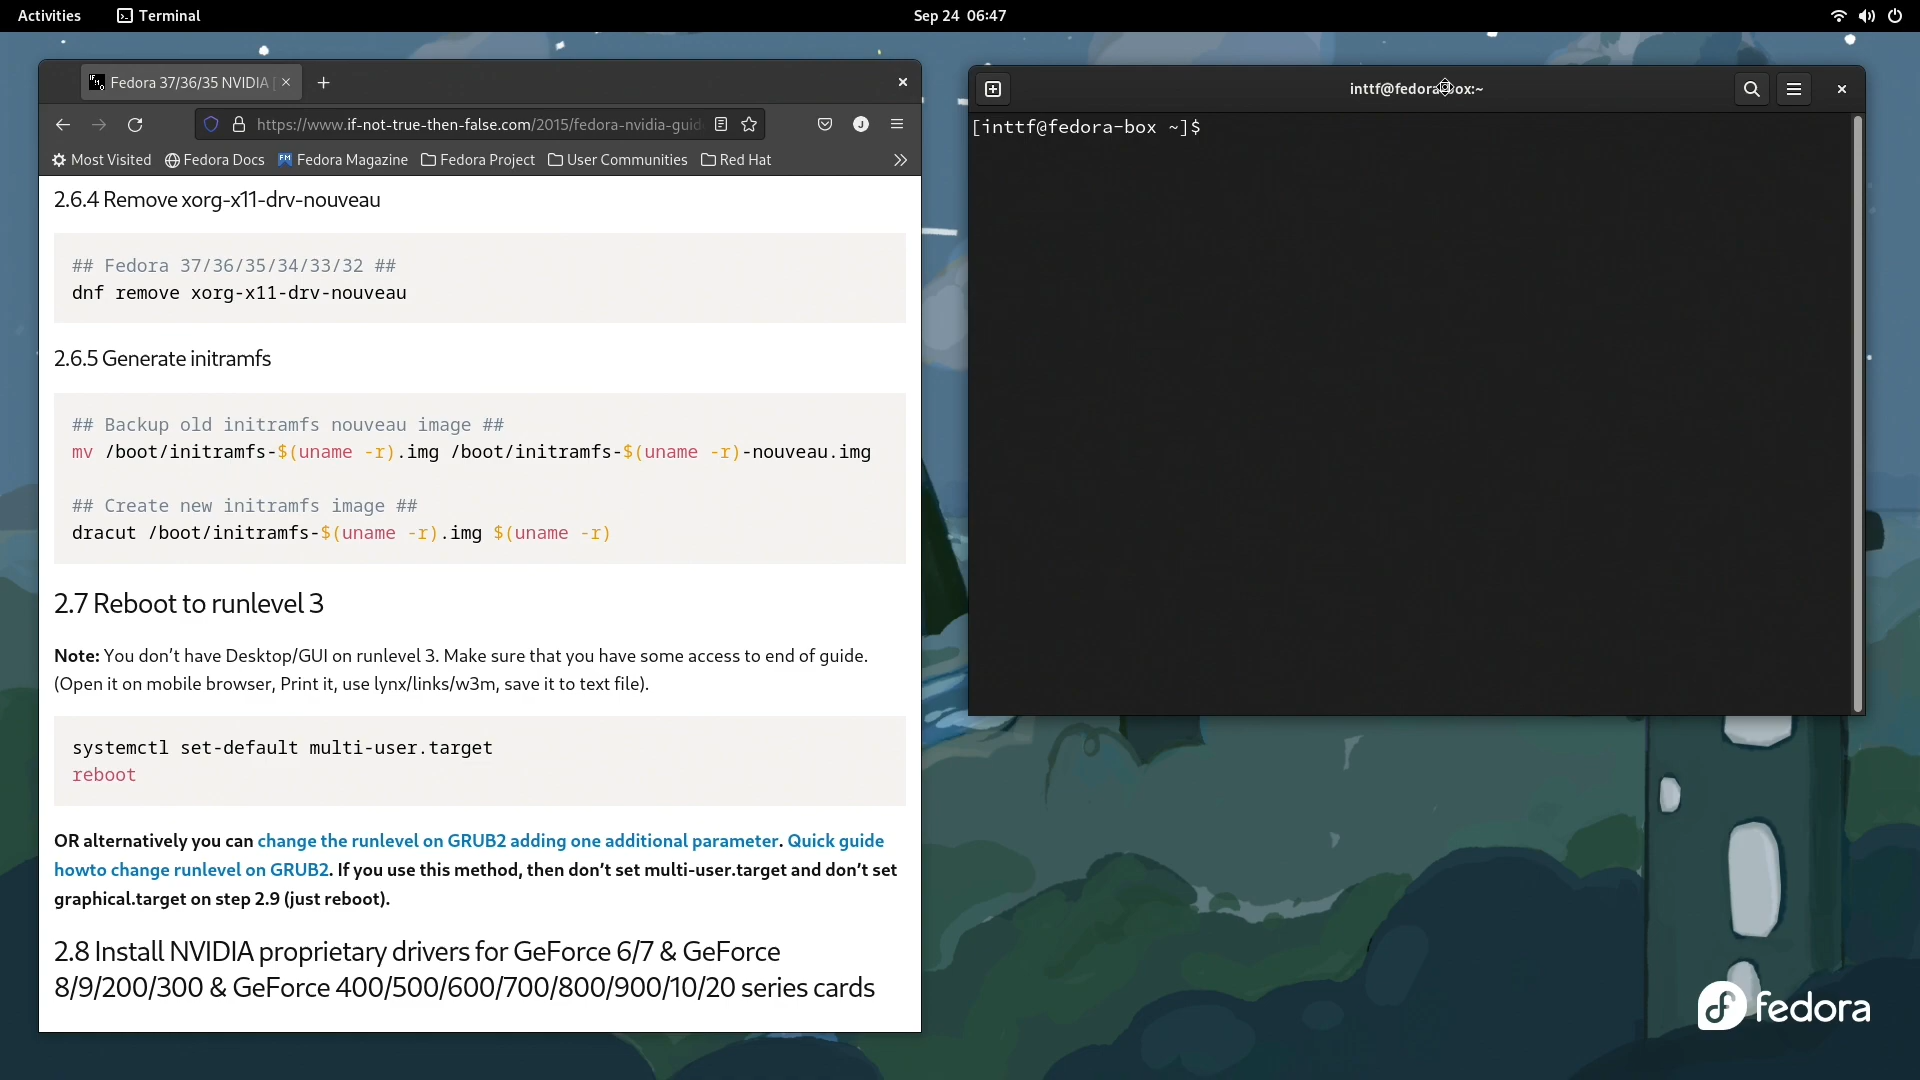 Activities
Terminal
Sep 24 06:47
Fedora 37/36/35 NVIDIA [
https://www.if-not-true-then-false.com/2015/fedora-nvidia-guid
J
Most Visited
Fedora Docs
FM Fedora Magazine
Fedora Project
User Communities
Red Hat
2.6.4 Remove xorg-x11-drv-nouveau
## Fedora 37/36/35/34/33/32 ##
dnf remove xorg-x11-drv-nouveau
2.6.5 Generate initramfs
## Backup old initramfs nouveau image ##
mv /boot/initramfs-$(uname -r).img /boot/initramfs-$(uname -r)-nouveau.img
## Create new initramfs image ##
dracut /boot/initramfs-$(uname -r).img $(uname -r)
2.7 Reboot to runlevel 3
Note: You don’t have Desktop/GUI on runlevel 3. Make sure that you have some access to end of guide.
(Open it on mobile browser, Print it, use lynx/links/w3m, save it to text file).
systemctl set-default multi-user.target
reboot
OR alternatively you can change the runlevel on GRUB2 adding one additional parameter. Quick guide
howto change runlevel on GRUB2. If you use this method, then don’t set multi-user.target and don’t set
graphical.target on step 2.9 (just reboot).
2.8 Install NVIDIA proprietary drivers for GeForce 6/7 & GeForce
8/9/200/300 & GeForce 400/500/600/700/800/900/10/20 series cards
inttf@fedora-box:~
[inttf@fedora-box ~]$
fedora